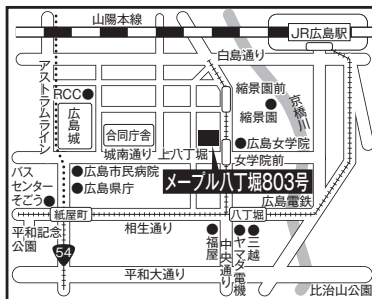 山陽本線
JR広島駅
白島通り
アストラムライン
RCC
広島城
合同庁舎
縮景園前
縮景園
京橋川
城南通り
上八丁堀
広島女学院
女学院前
メープル八丁堀803号
広島市民病院
広島県庁
バスセンター
そごう
広島電鉄
紙屋町
八丁堀
平和記念公園
相生通り
54
福屋
中央通り
ヤマダ電機
三越
平和大通り
比治山公園